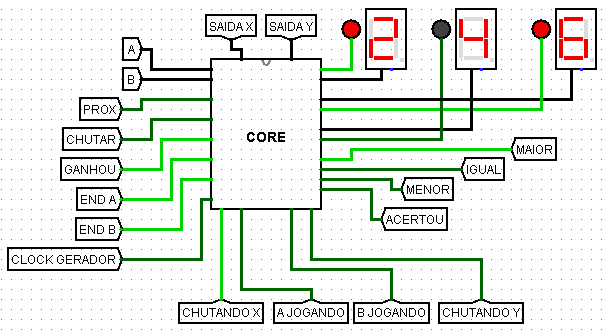 SAIDA X
SAIDA Y
2
4
6
A
B
PROX
CHUTAR
GANHOU
END A
END B
CLOCK GERADOR
CORE
MAIOR
IGUAL
MENOR
ACERTOU
CHUTANDO X
A JOGANDO
B JOGANDO
CHUTANDO Y